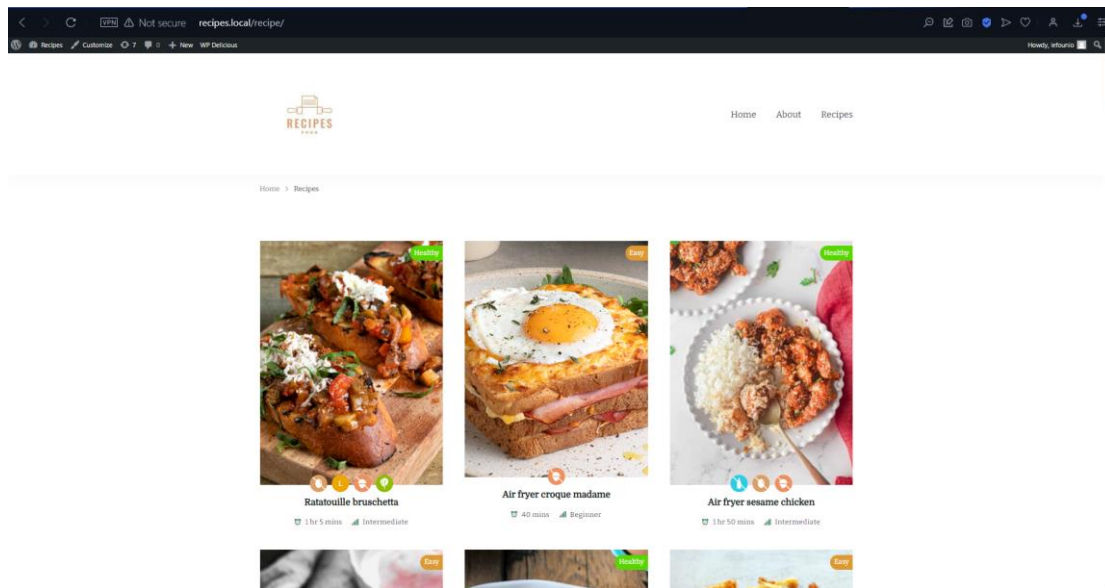 VPN Not secure recipes.local/recipe/
Recipes Customize 7 0 + New WP Delicious
Howdy, lefounio
RECIPES
FOOD
Home About Recipes
Home > Recipes
Healthy
Easy
Healthy
L
Ratatouille bruschetta
1 hr 5 mins Intermediate
Air fryer croque madame
40 mins Beginner
Air fryer sesame chicken
1 hr 50 mins Intermediate
Easy
Healthy
Easy